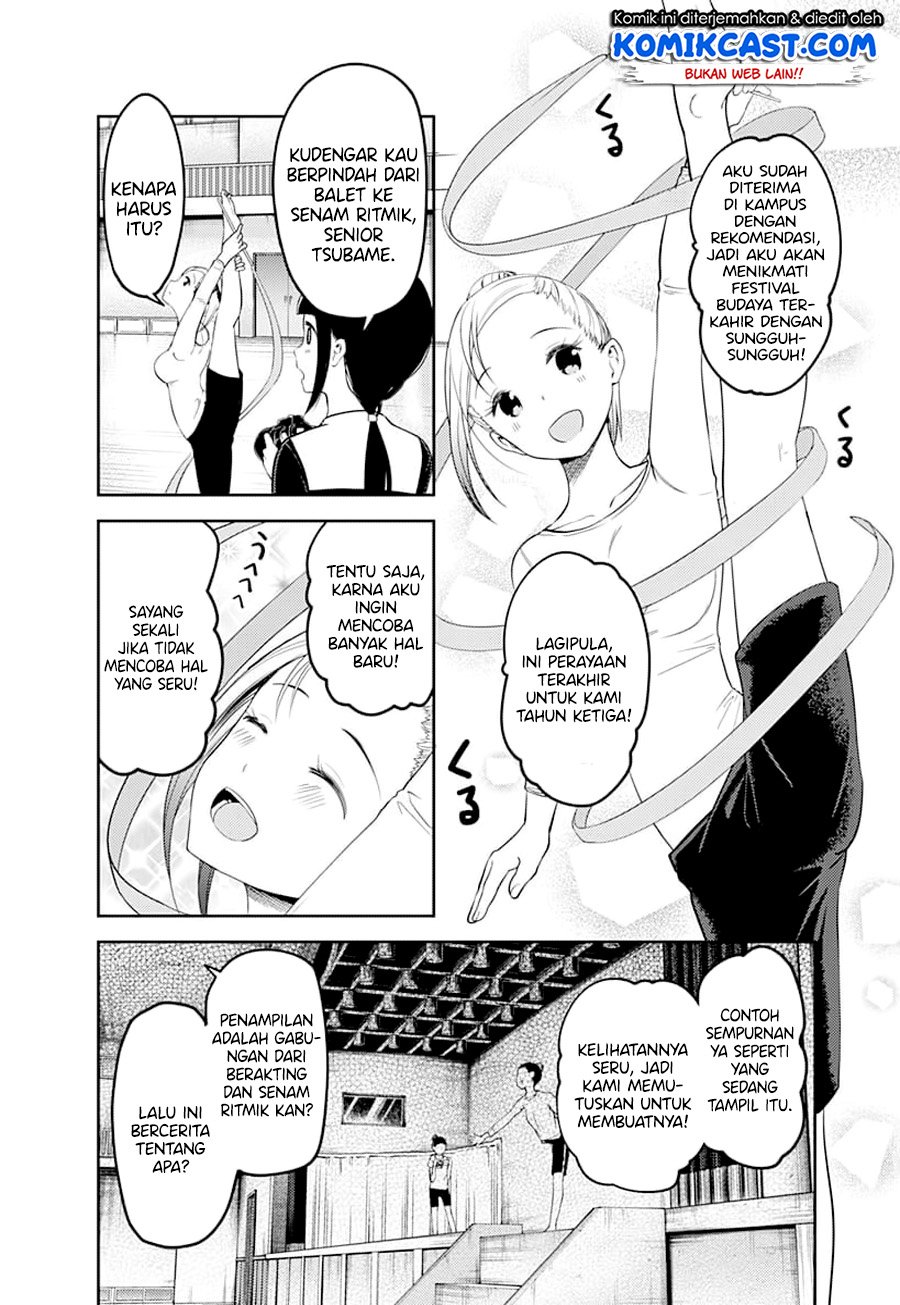 Komik ini diterjemahkan & diedit oleh
KOMIKCAST.COM
BUKAN WEB LAIN!!
AKU SUDAH
DITERIMA
DI KAMPUS
DENGAN
REKOMENDASI,
JADI AKU AKAN
MENIKMATI
FESTIVAL
BUDAYA TER-
KAHIR DENGAN
SUNGGUH-
SUNGGUH!
くる
くる
LAGIPULA,
INI PERAYAAN
TERAKHIR
UNTUK KAMI
TAHUN KETIGA!
くる
KUDENGAR KAU
BERPINDAH DARI
BALET KE
SENAM RITMIK,
SENIOR
TSUBAME.
KENAPA
HARUS
ITU?
TENTU SAJA,
KARNA AKU
INGIN
MENCOBA
BANYAK HAL
BARU!
SAYANG
SEKALI
JIKA TIDAK
MENCOBA HAL
YANG SERU!
CONTOH
SEMPURNAN
YA SEPERTI
YANG
SEDANG
TAMPIL ITU.
KELIHATANNYA
SERU, JADI
KAMI MEMU-
TUSKAN UNTUK
MEMBUATNYA!
PENAMPILAN
ADALAH GABU-
NGAN DARI
BERAKTING
DAN SENAM
RITMIK KAN?
LALU INI
BERCERITA
TENTANG
APA?